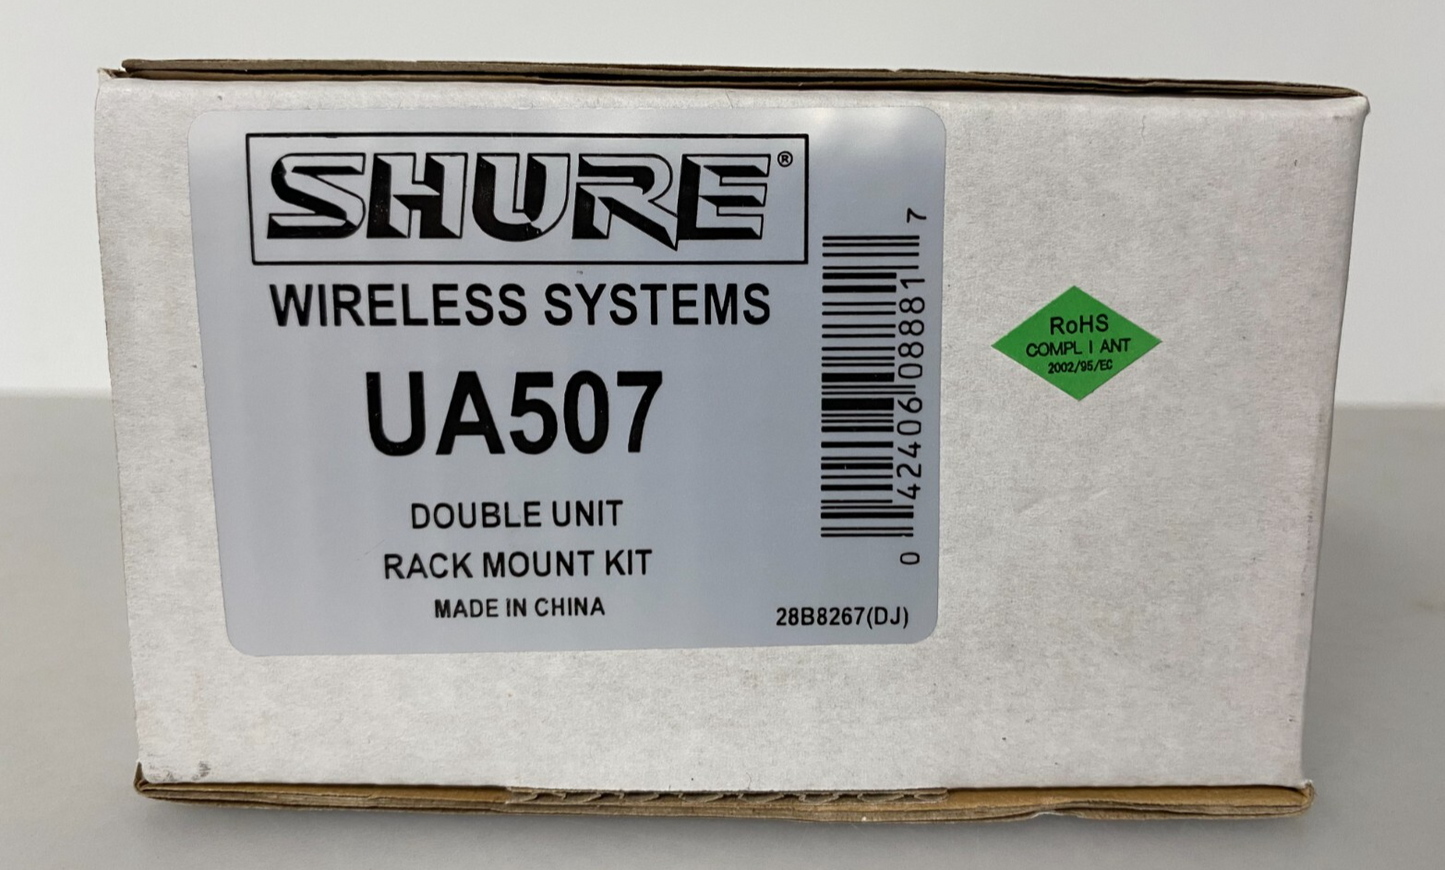 SHURE®
WIRELESS SYSTEMS
UA507
DOUBLE UNIT
RACK MOUNT KIT
MADE IN CHINA
28B8267(DJ)
0 42406 08881 7
RoHS
COMPL I ANT
2002/95/EC